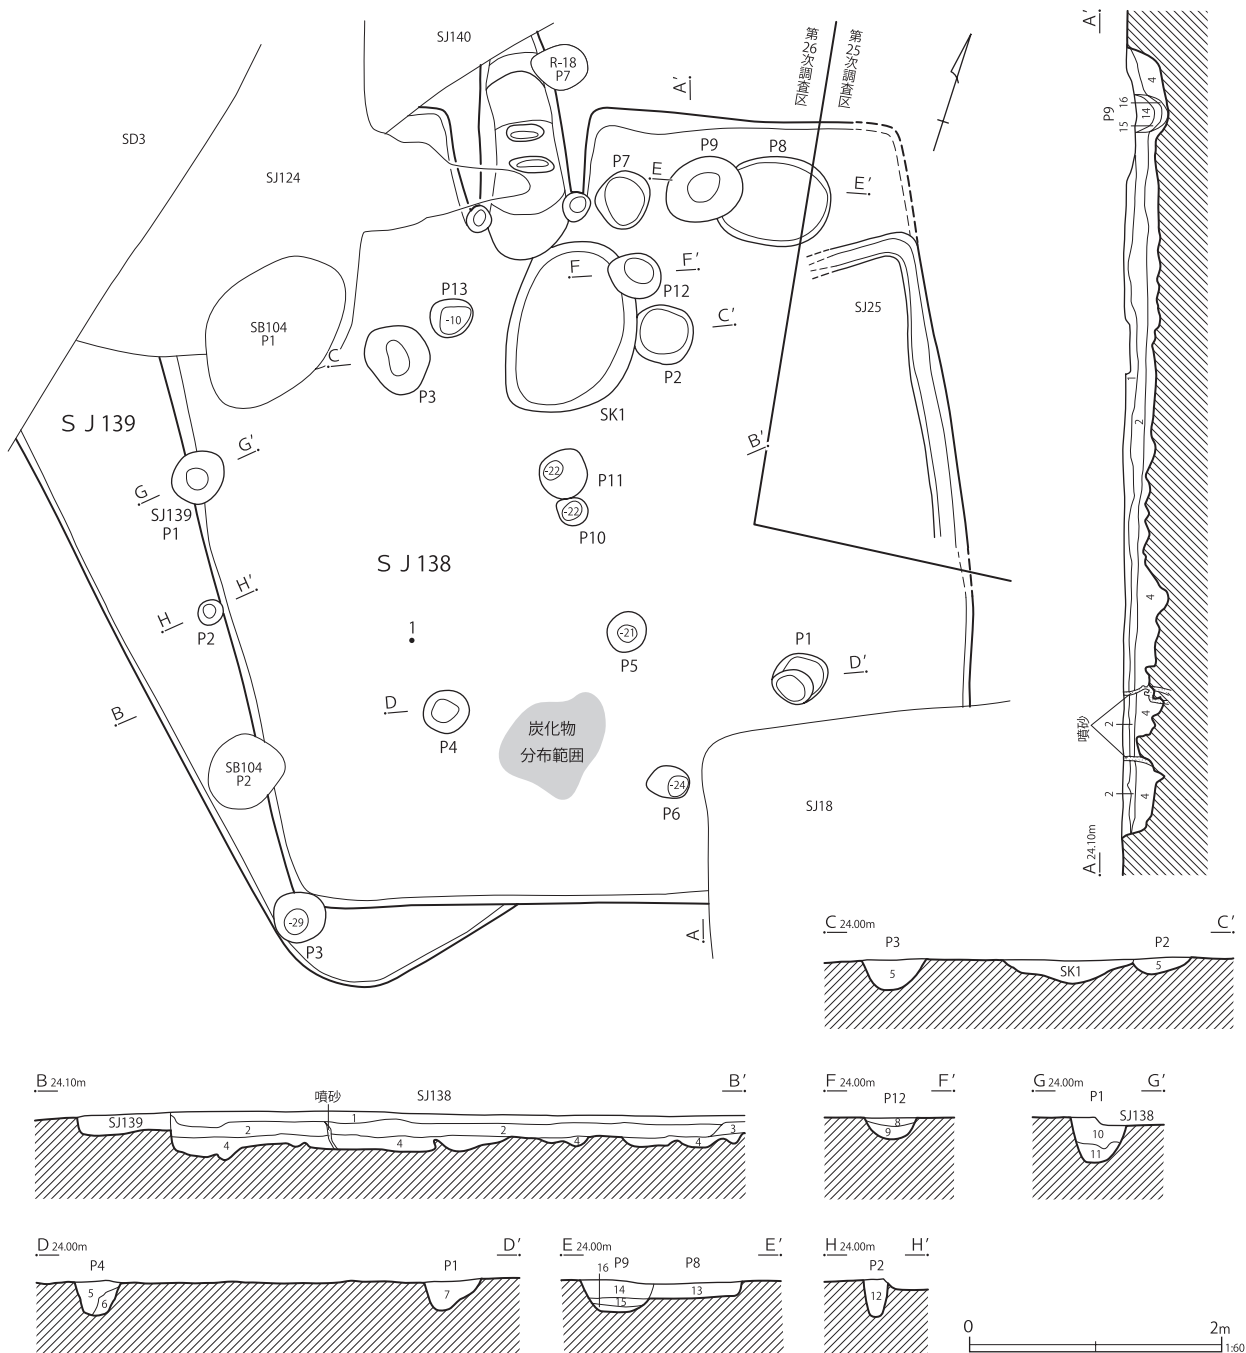 SJ140
R-18
P7
A′
第26次調査区
第25次調査区
SD3
SJ124
P7
E
P9
P8
E′
F
F′
P12
C′
P2
SK1
SJ25
P13
-10
SB104
P1
C
P3
SJ139
G′
G
SJ139
P1
B′
-22
P11
-22
P10
SJ138
H′
H
P2
1
-21
P5
P1
D′
D
P4
B
炭化物
分布範囲
SB104
P2
-24
P6
SJ18
-29
P3
A
A′
4
16
14
15
P9
1
2
4
噴砂
2
4
2
4
A 24.10m
C 24.00m
C′
P3
P2
5
SK1
5
B 24.10m
噴砂
SJ138
B′
SJ139
1
2
2
3
4
4
4
4
F 24.00m
F′
P12
8
9
G 24.00m
G′
P1
SJ138
10
11
D 24.00m
D′
P4
P1
5
6
7
E 24.00m
E′
16
P9
P8
14
13
15
H 24.00m
H′
P2
12
0
2m
1:60